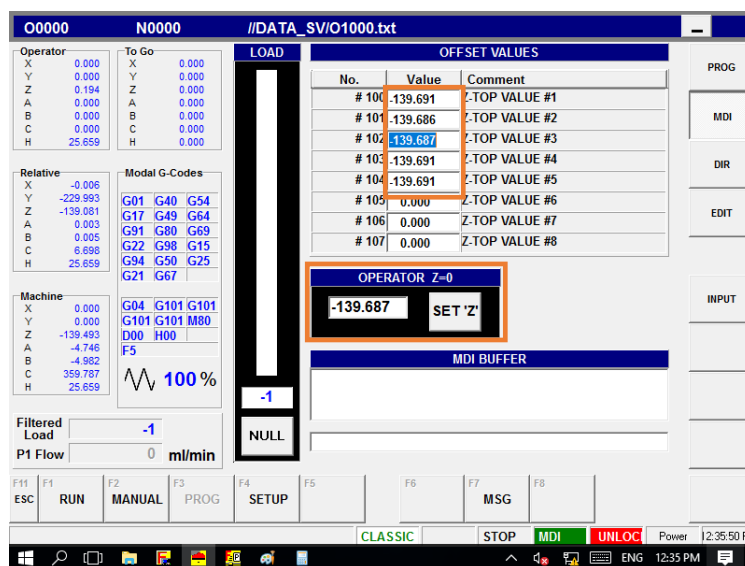 O0000 N0000 //DATA_SV/O1000.txt
Operator
X 0.000
Y 0.000
Z 0.194
A 0.000
B 0.000
C 0.000
H 25.659
To Go
X 0.000
Y 0.000
Z 0.000
A 0.000
B 0.000
C 0.000
H 0.000
Relative
X -0.006
Y -229.993
Z -139.081
A 0.003
B 0.005
C 6.698
H 25.659
Modal G-Codes
G01 G40 G54
G17 G49 G64
G91 G80 G69
G22 G98 G15
G94 G50 G25
G21 G67
Machine
X 0.000
Y 0.000
Z -139.493
A -4.746
B -4.982
C 359.787
H 25.659
G04 G101 G101
G101 G101 M80
D00 H00
F5
100 %
Filtered Load -1
P1 Flow 0 ml/min
LOAD
-1
NULL
OFFSET VALUES
No. Value Comment
# 100 -139.691 Z-TOP VALUE #1
# 101 -139.686 Z-TOP VALUE #2
# 102 -139.687 Z-TOP VALUE #3
# 103 -139.691 Z-TOP VALUE #4
# 104 -139.691 Z-TOP VALUE #5
# 105 0.000 Z-TOP VALUE #6
# 106 0.000 Z-TOP VALUE #7
# 107 0.000 Z-TOP VALUE #8
OPERATOR Z=0
-139.687 SET 'Z'
MDI BUFFER
PROG
MDI
DIR
EDIT
INPUT
F11 F1 F2 F3 F4 F5 F6 F7 F8
ESC RUN MANUAL PROG SETUP MSG
CLASSIC STOP MDI UNLOC Power 12:35:50
ENG 12:35 PM